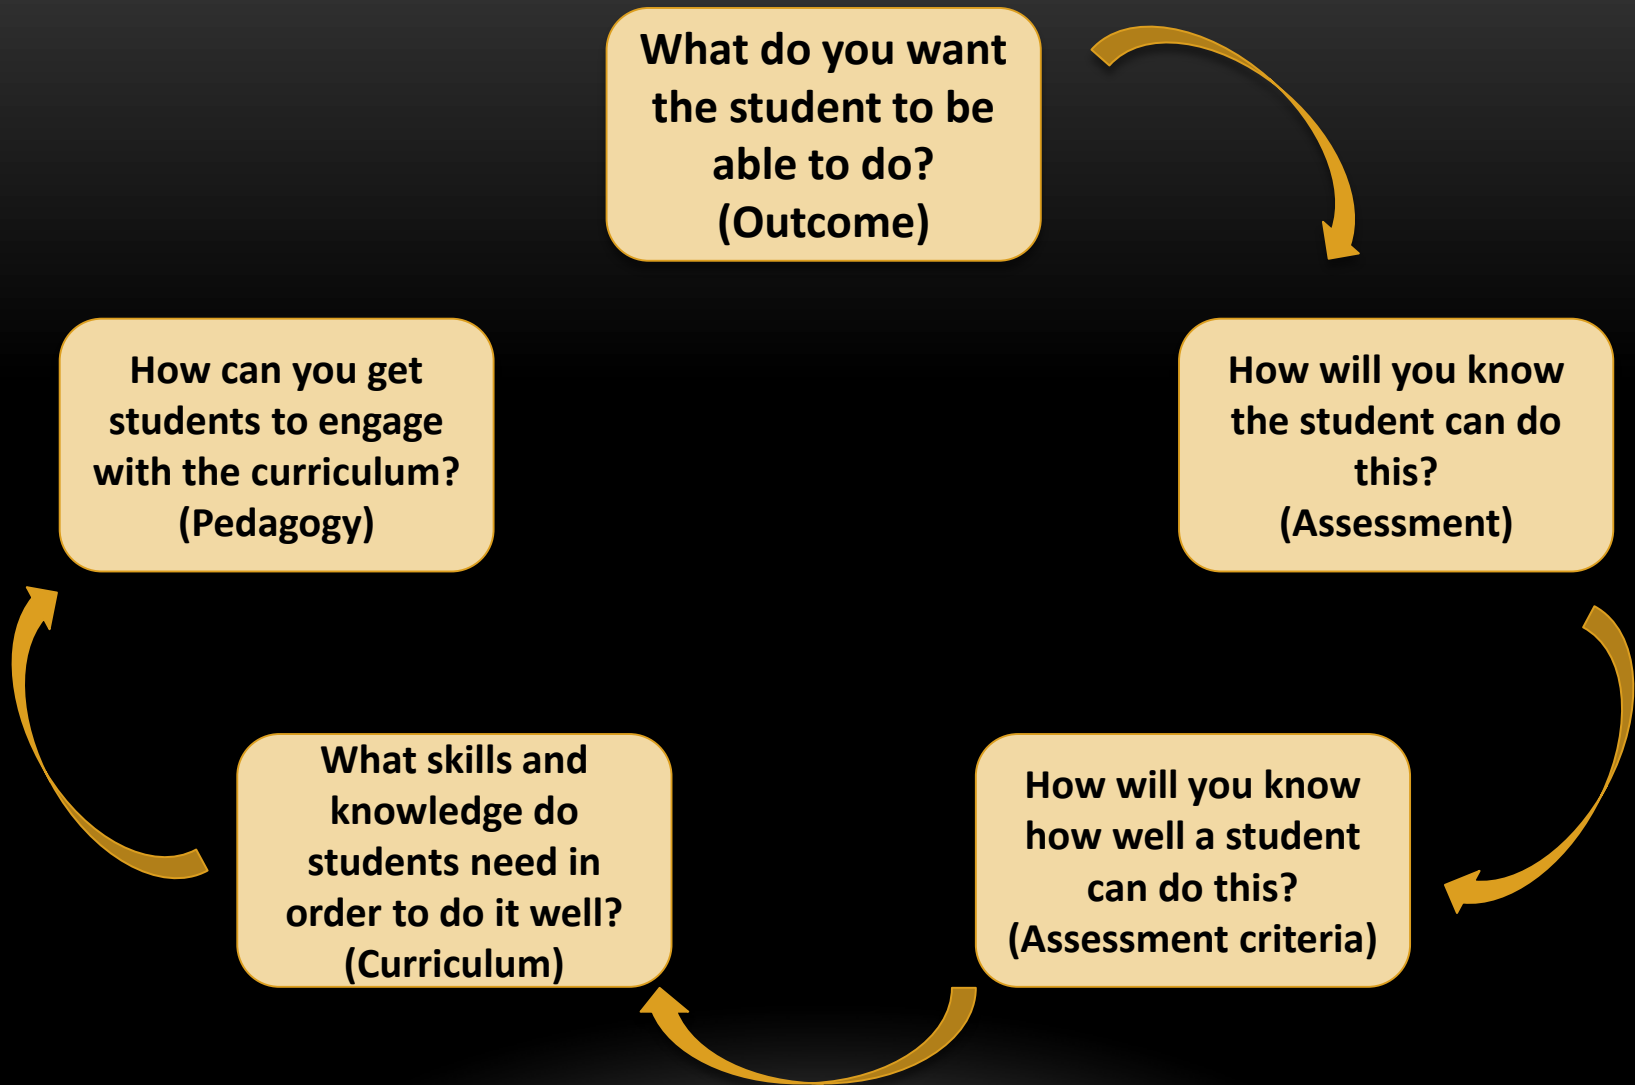 What do you want
the student to be
able to do?
(Outcome)
How will you know
the student can do
this?
(Assessment)
How will you know
how well a student
can do this?
(Assessment criteria)
What skills and
knowledge do
students need in
order to do it well?
(Curriculum)
How can you get
students to engage
with the curriculum?
(Pedagogy)